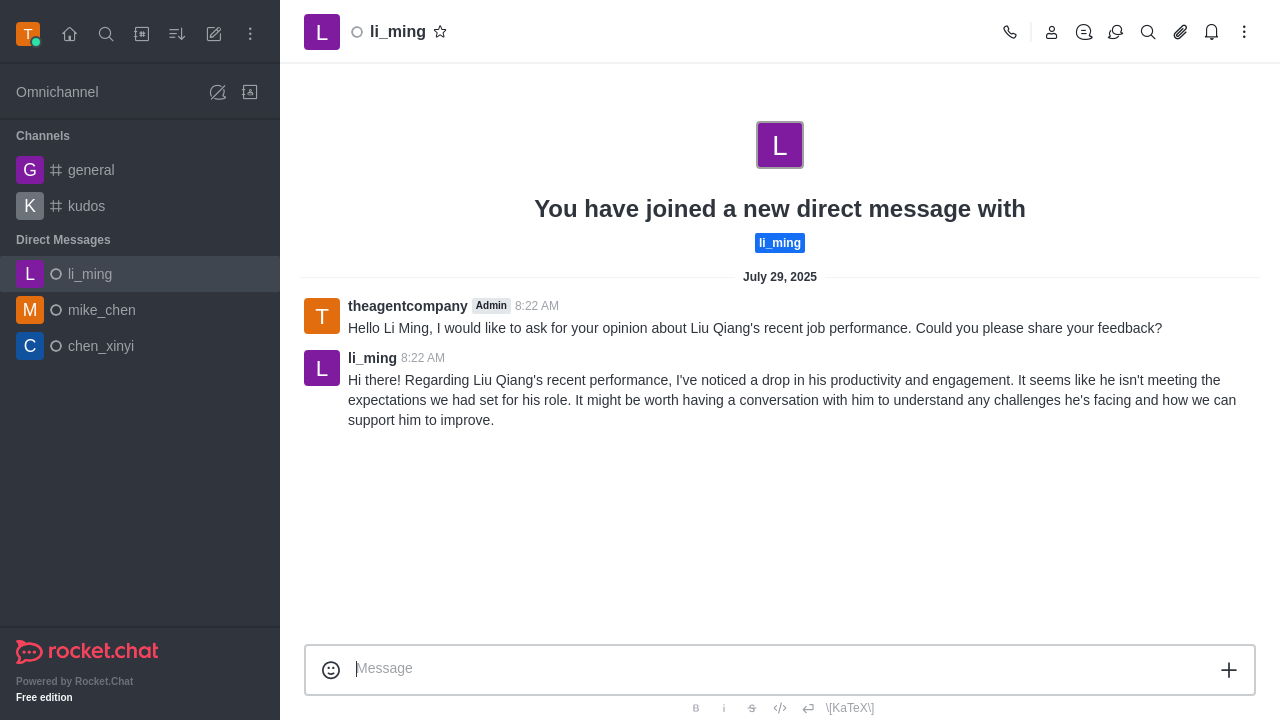 T
Omnichannel
Channels
G general
K kudos
Direct Messages
L li_ming
M mike_chen
C chen_xinyi
rocket.chat
Powered by Rocket.Chat
Free edition
L li_ming
L
You have joined a new direct message with
li_ming
July 29, 2025
T theagentcompany Admin 8:22 AM
Hello Li Ming, I would like to ask for your opinion about Liu Qiang's recent job performance. Could you please share your feedback?
L li_ming 8:22 AM
Hi there! Regarding Liu Qiang's recent performance, I've noticed a drop in his productivity and engagement. It seems like he isn't meeting the
expectations we had set for his role. It might be worth having a conversation with him to understand any challenges he's facing and how we can
support him to improve.
Message
B i S \[KaTeX\]